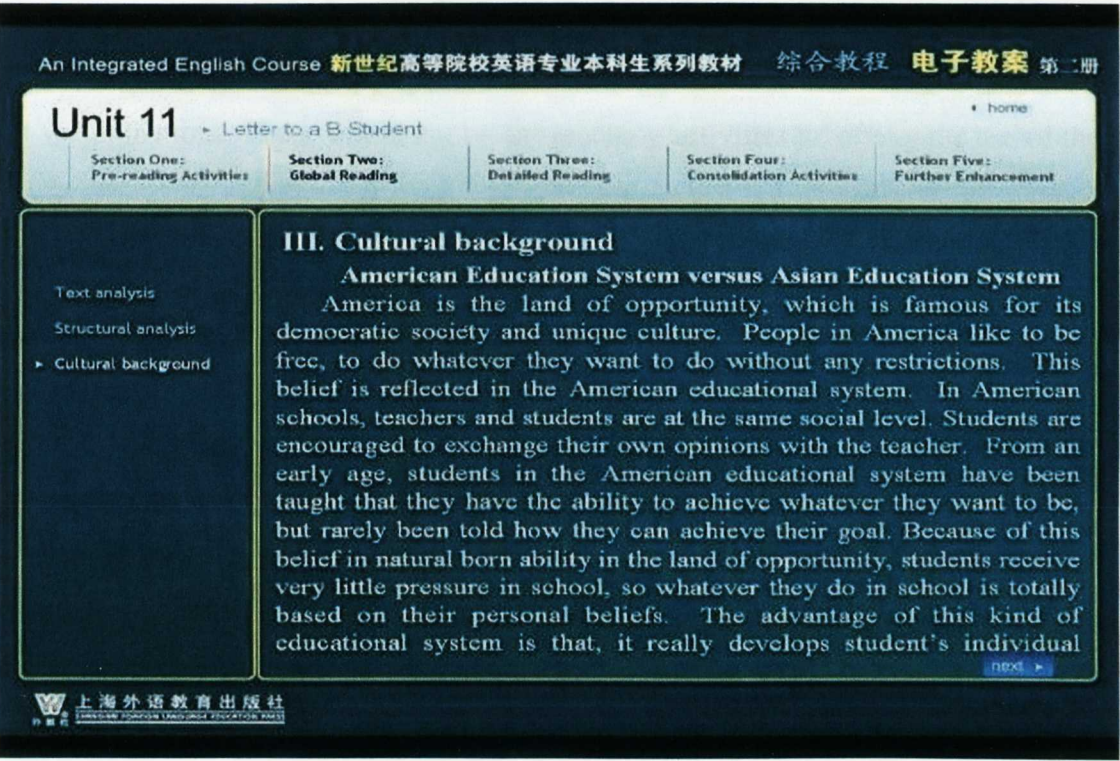 An Integrated English Course 新世纪高等院校英语专业本科生系列教材 综合教程 电子教案 第二册
Unit 11 ▸ Letter to a B Student
home
Section One: Pre-reading Activities
Section Two: Global Reading
Section Three: Detailed Reading
Section Four: Consolidation Activities
Section Five: Further Enhancement
Text analysis
Structural analysis
▸ Cultural background
III. Cultural background
American Education System versus Asian Education System
America is the land of opportunity, which is famous for its
democratic society and unique culture. People in America like to be
free, to do whatever they want to do without any restrictions. This
belief is reflected in the American educational system. In American
schools, teachers and students are at the same social level. Students are
encouraged to exchange their own opinions with the teacher. From an
early age, students in the American educational system have been
taught that they have the ability to achieve whatever they want to be,
but rarely been told how they can achieve their goal. Because of this
belief in natural born ability in the land of opportunity, students receive
very little pressure in school, so whatever they do in school is totally
based on their personal beliefs. The advantage of this kind of
educational system is that, it really develops student's individual
next ▸
外教社
上海外语教育出版社
SHANGHAI FOREIGN LANGUAGE EDUCATION PRESS